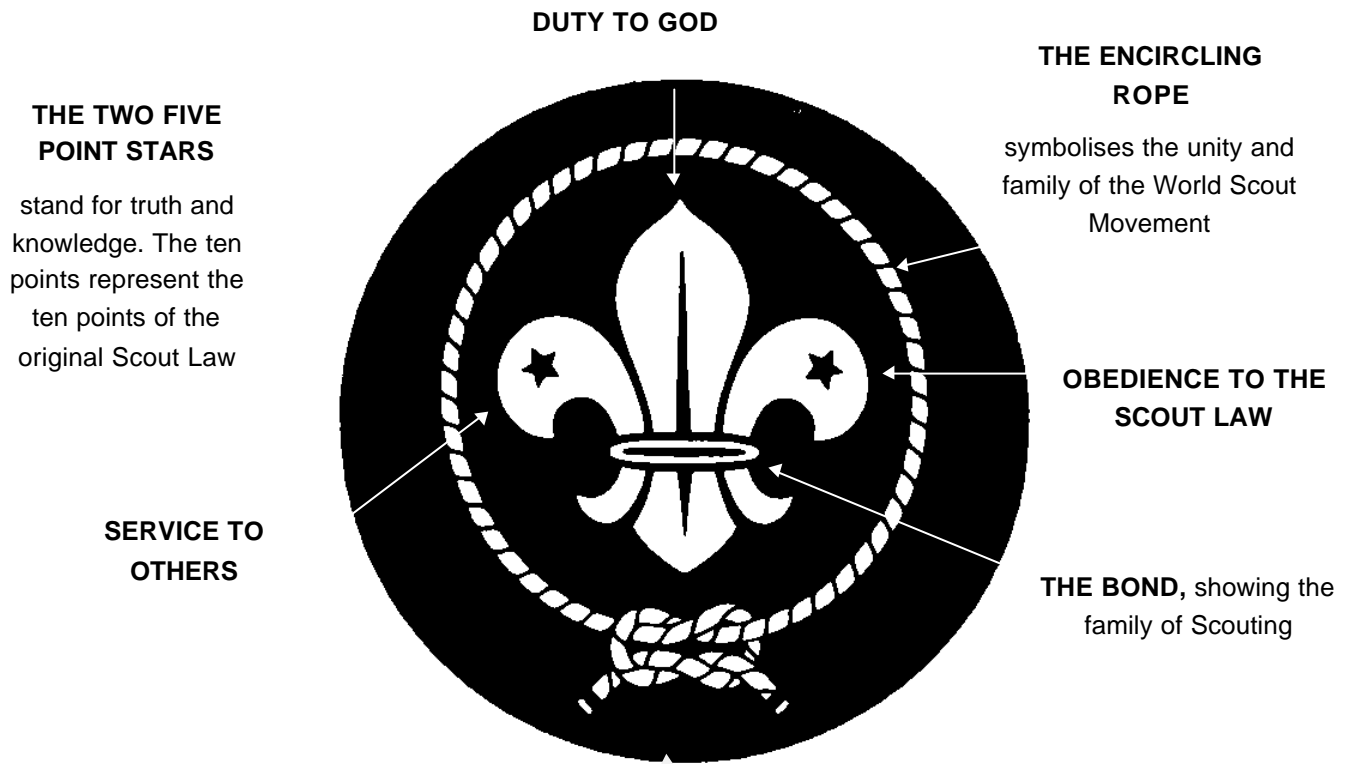 DUTY TO GOD
THE ENCIRCLING
ROPE
symbolises the unity and
family of the World Scout
Movement
THE TWO FIVE
POINT STARS
stand for truth and
knowledge. The ten
points represent the
ten points of the
original Scout Law
OBEDIENCE TO THE
SCOUT LAW
SERVICE TO
OTHERS
THE BOND, showing the
family of Scouting